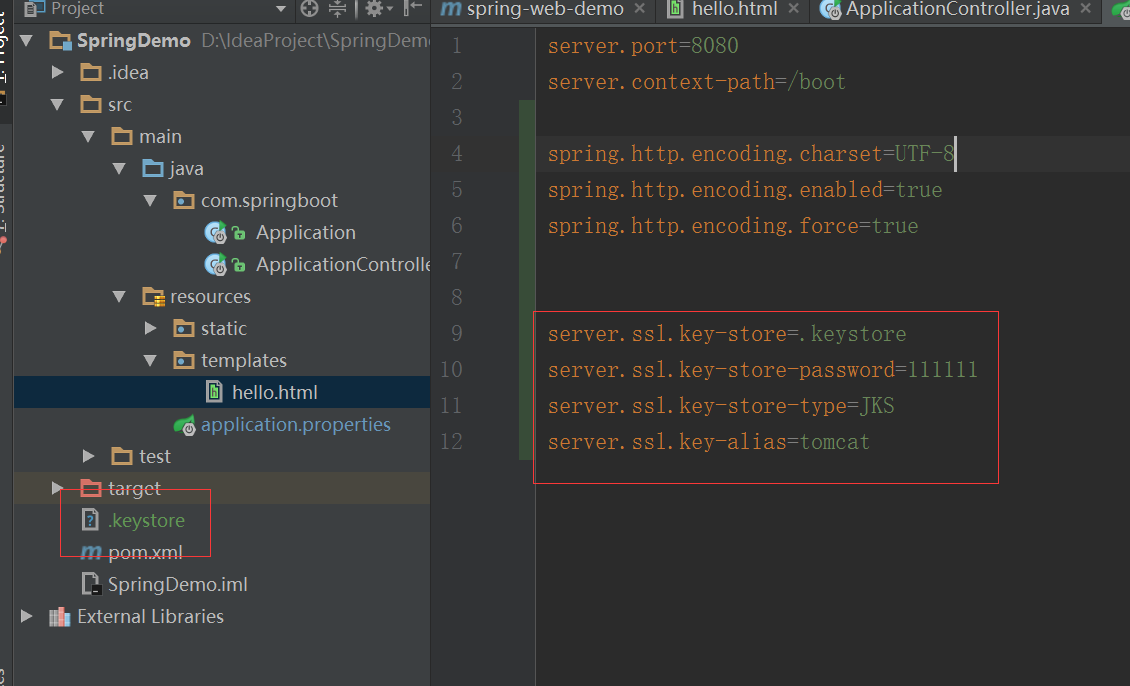 Project
SpringDemo D:\IdeaProject\SpringDem
.idea
src
main
java
com.springboot
Application
ApplicationControlle
resources
static
templates
hello.html
application.properties
test
target
.keystore
pom.xml
SpringDemo.iml
External Libraries
1: Project
Structure
spring-web-demo
hello.html
ApplicationController.java
1 server.port=8080
2 server.context-path=/boot
3
4 spring.http.encoding.charset=UTF-8
5 spring.http.encoding.enabled=true
6 spring.http.encoding.force=true
7
8
9 server.ssl.key-store=.keystore
10 server.ssl.key-store-password=111111
11 server.ssl.key-store-type=JKS
12 server.ssl.key-alias=tomcat